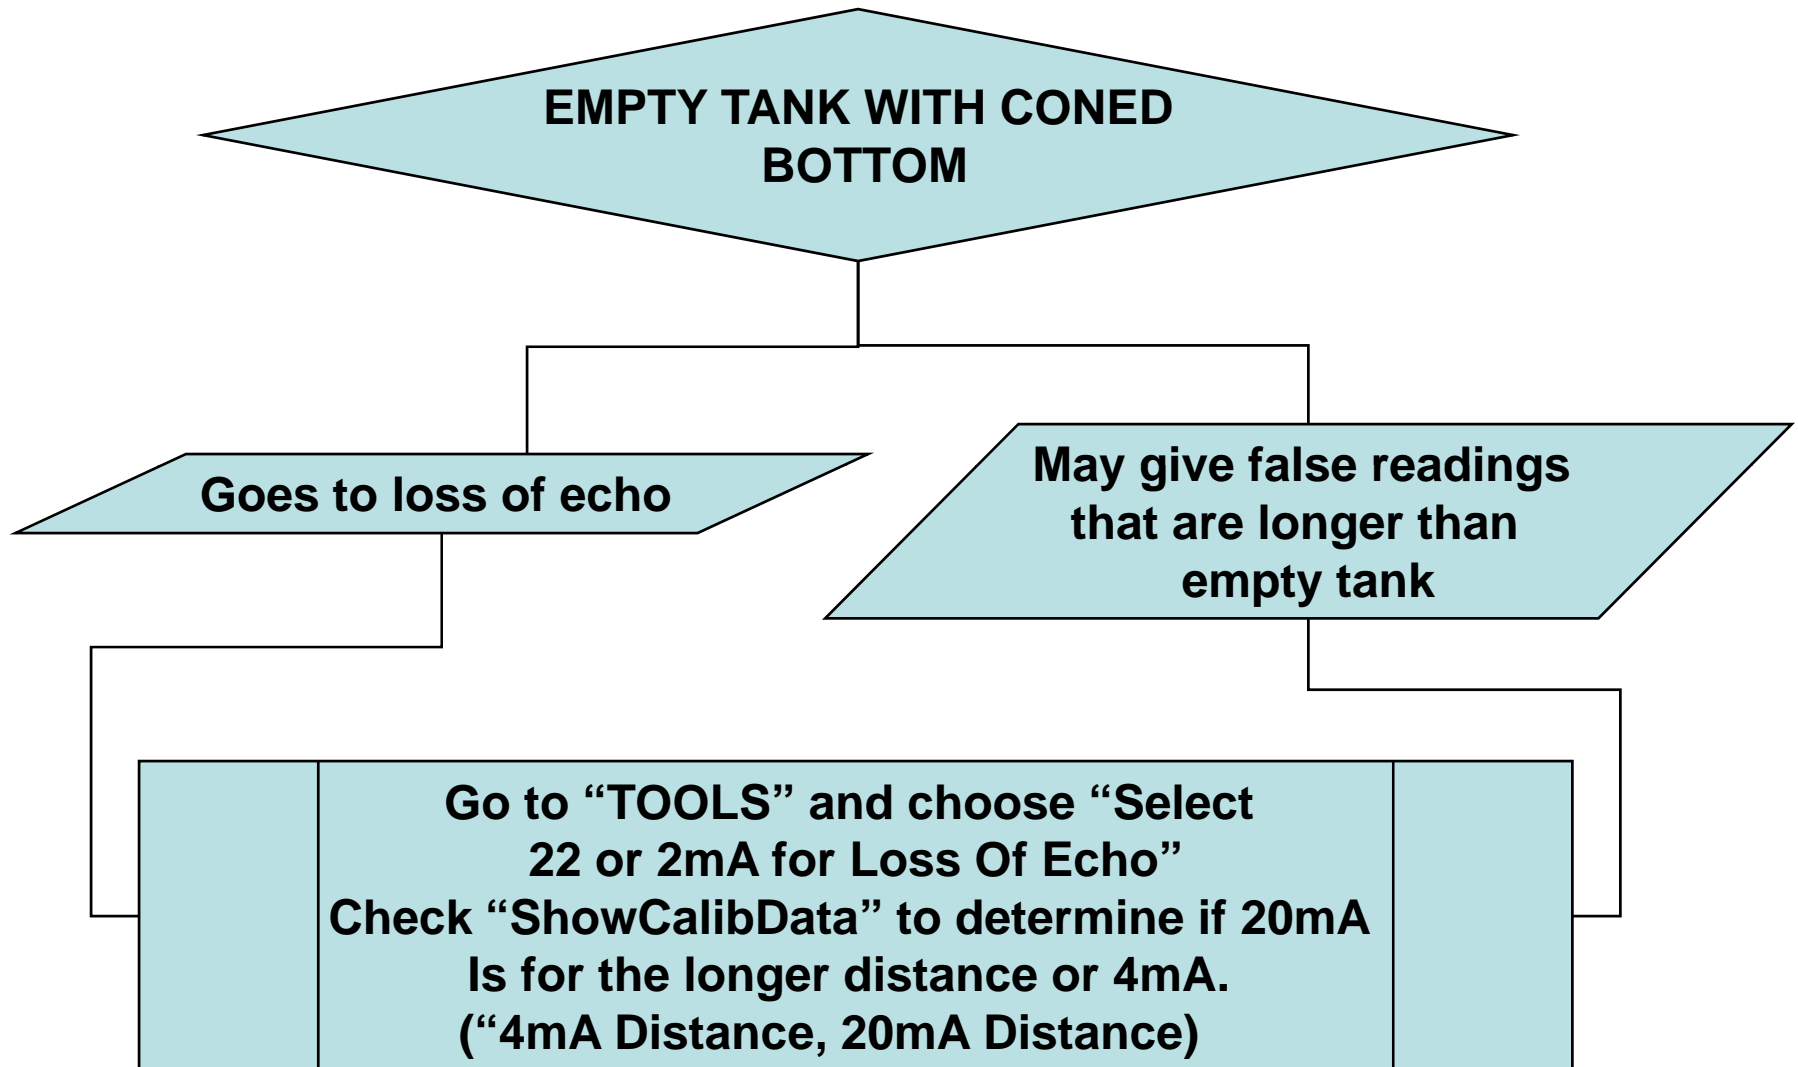 EMPTY TANK WITH CONED
BOTTOM
Goes to loss of echo
May give false readings
that are longer than
empty tank
Go to “TOOLS” and choose “Select
22 or 2mA for Loss Of Echo”
Check “ShowCalibData” to determine if 20mA
Is for the longer distance or 4mA.
(“4mA Distance, 20mA Distance)